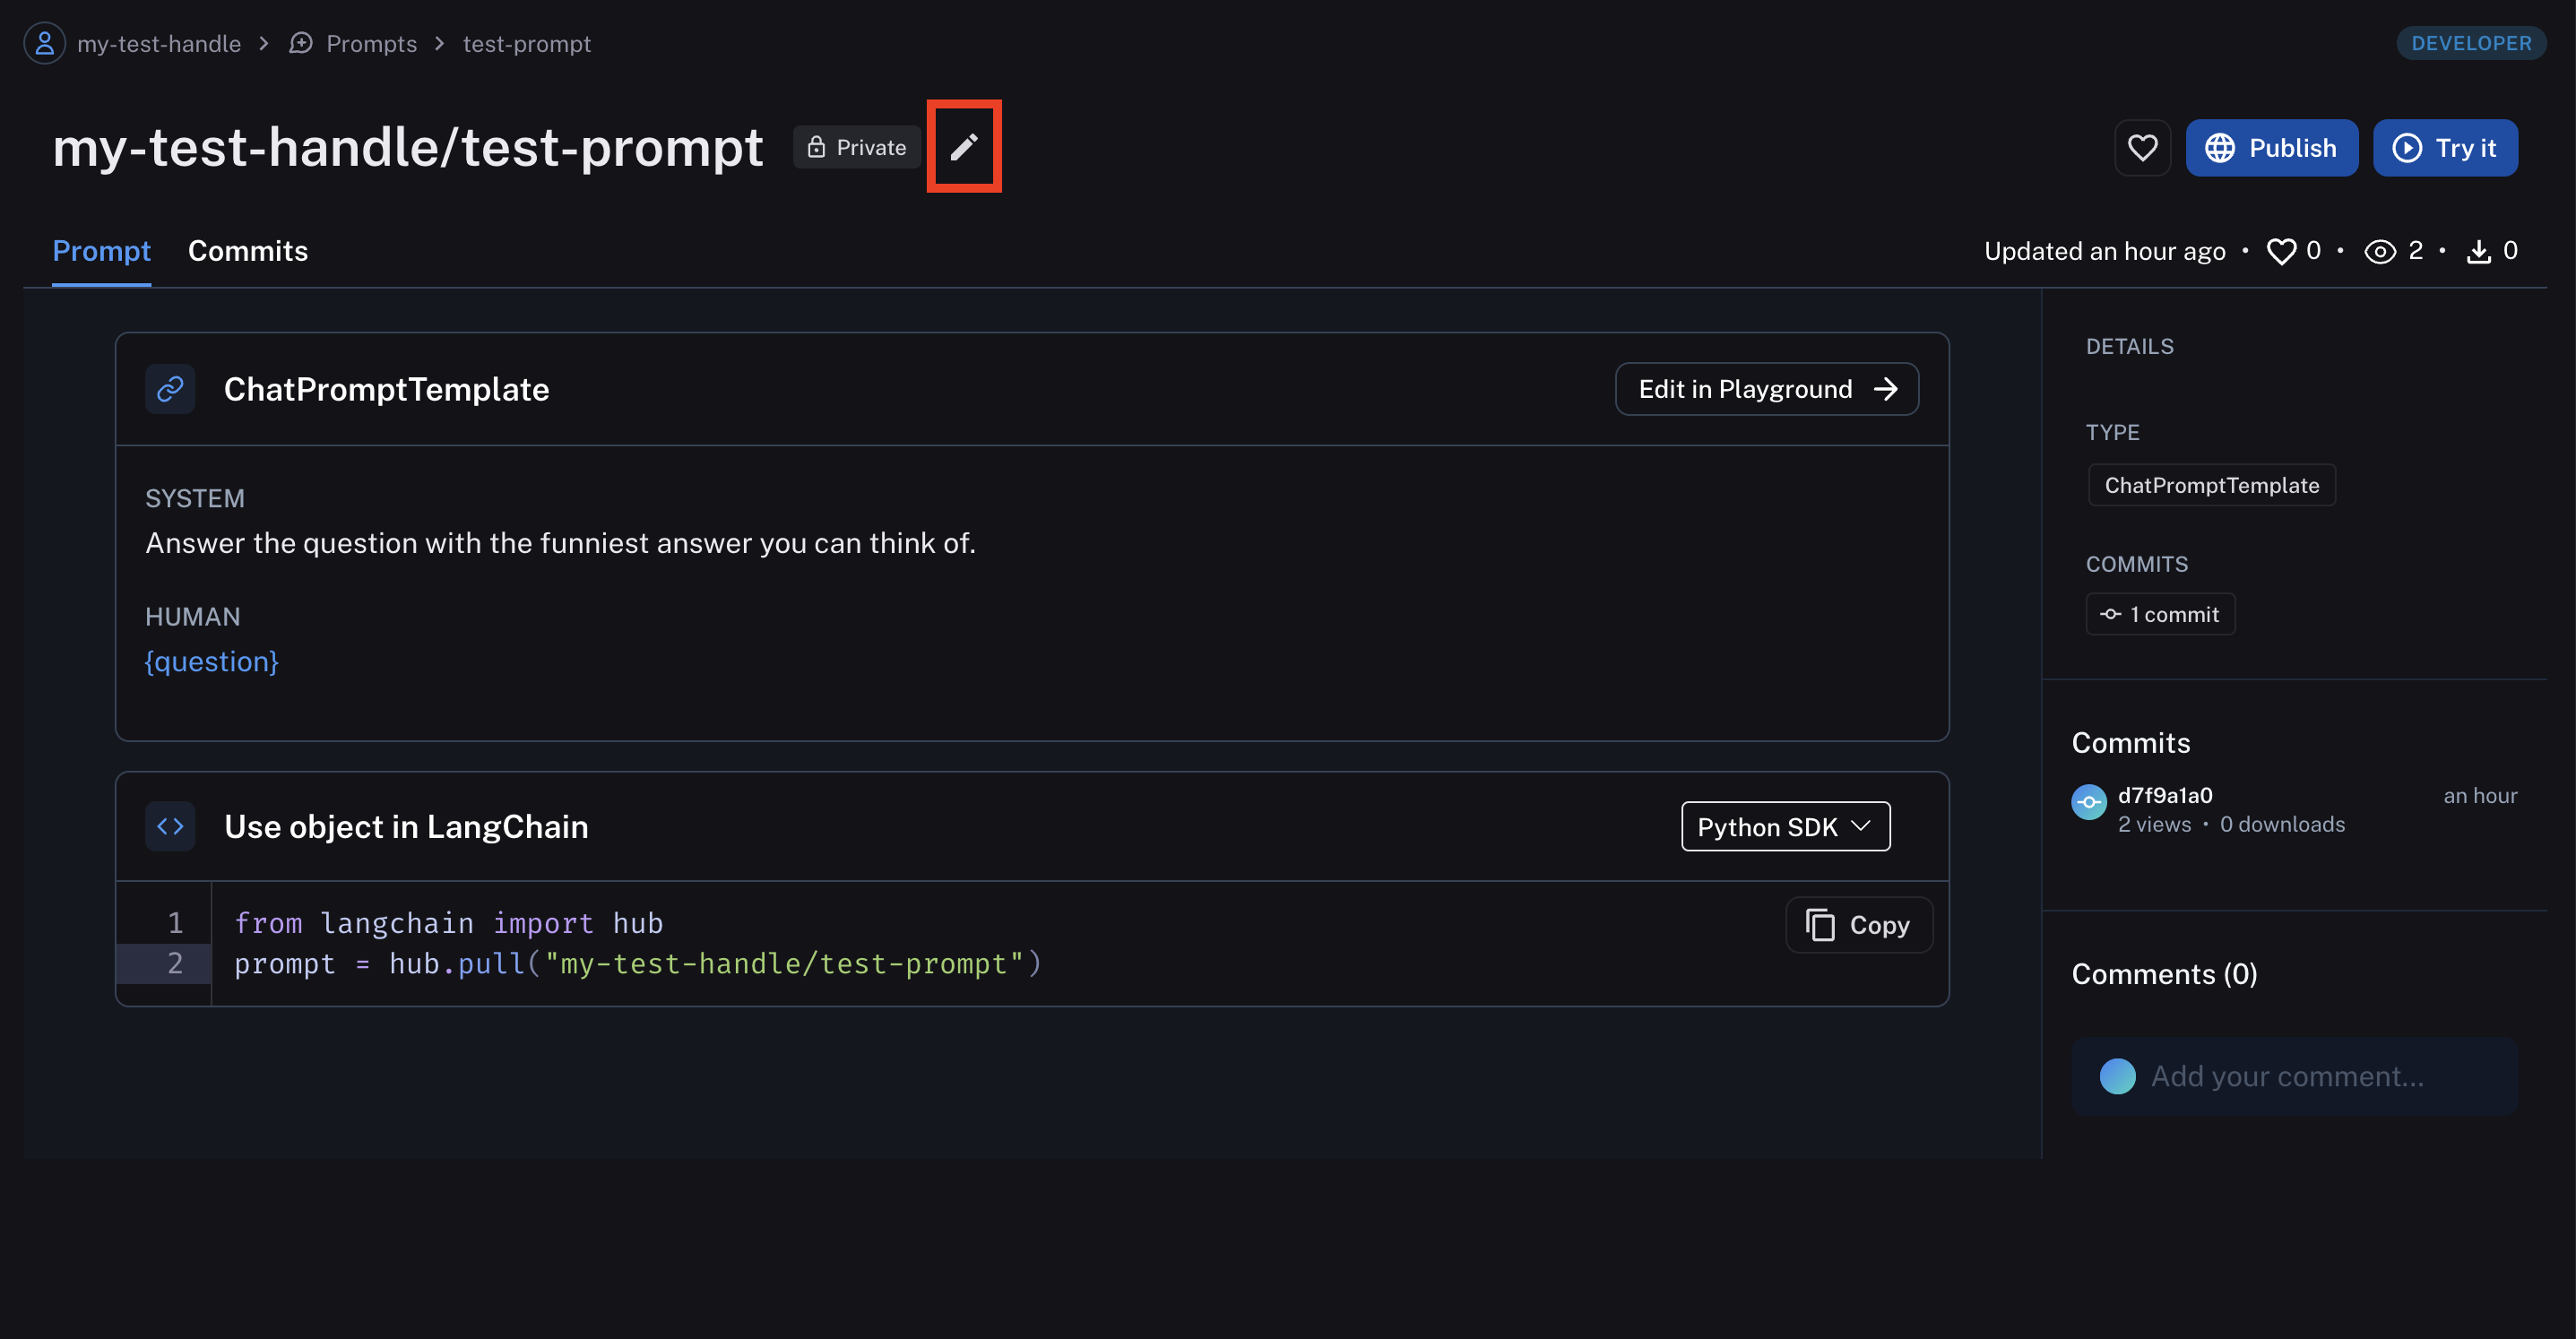 my-test-handle > Prompts > test-prompt
DEVELOPER
my-test-handle/test-prompt
Private
Publish
Try it
Prompt
Commits
Updated an hour ago • 0 • 2 • 0
ChatPromptTemplate
Edit in Playground
SYSTEM
Answer the question with the funniest answer you can think of.
HUMAN
{question}
Use object in LangChain
Python SDK
1 from langchain import hub
2 prompt = hub.pull("my-test-handle/test-prompt")
Copy
DETAILS
TYPE
ChatPromptTemplate
COMMITS
1 commit
Commits
d7f9a1a0
an hour
2 views • 0 downloads
Comments (0)
Add your comment...